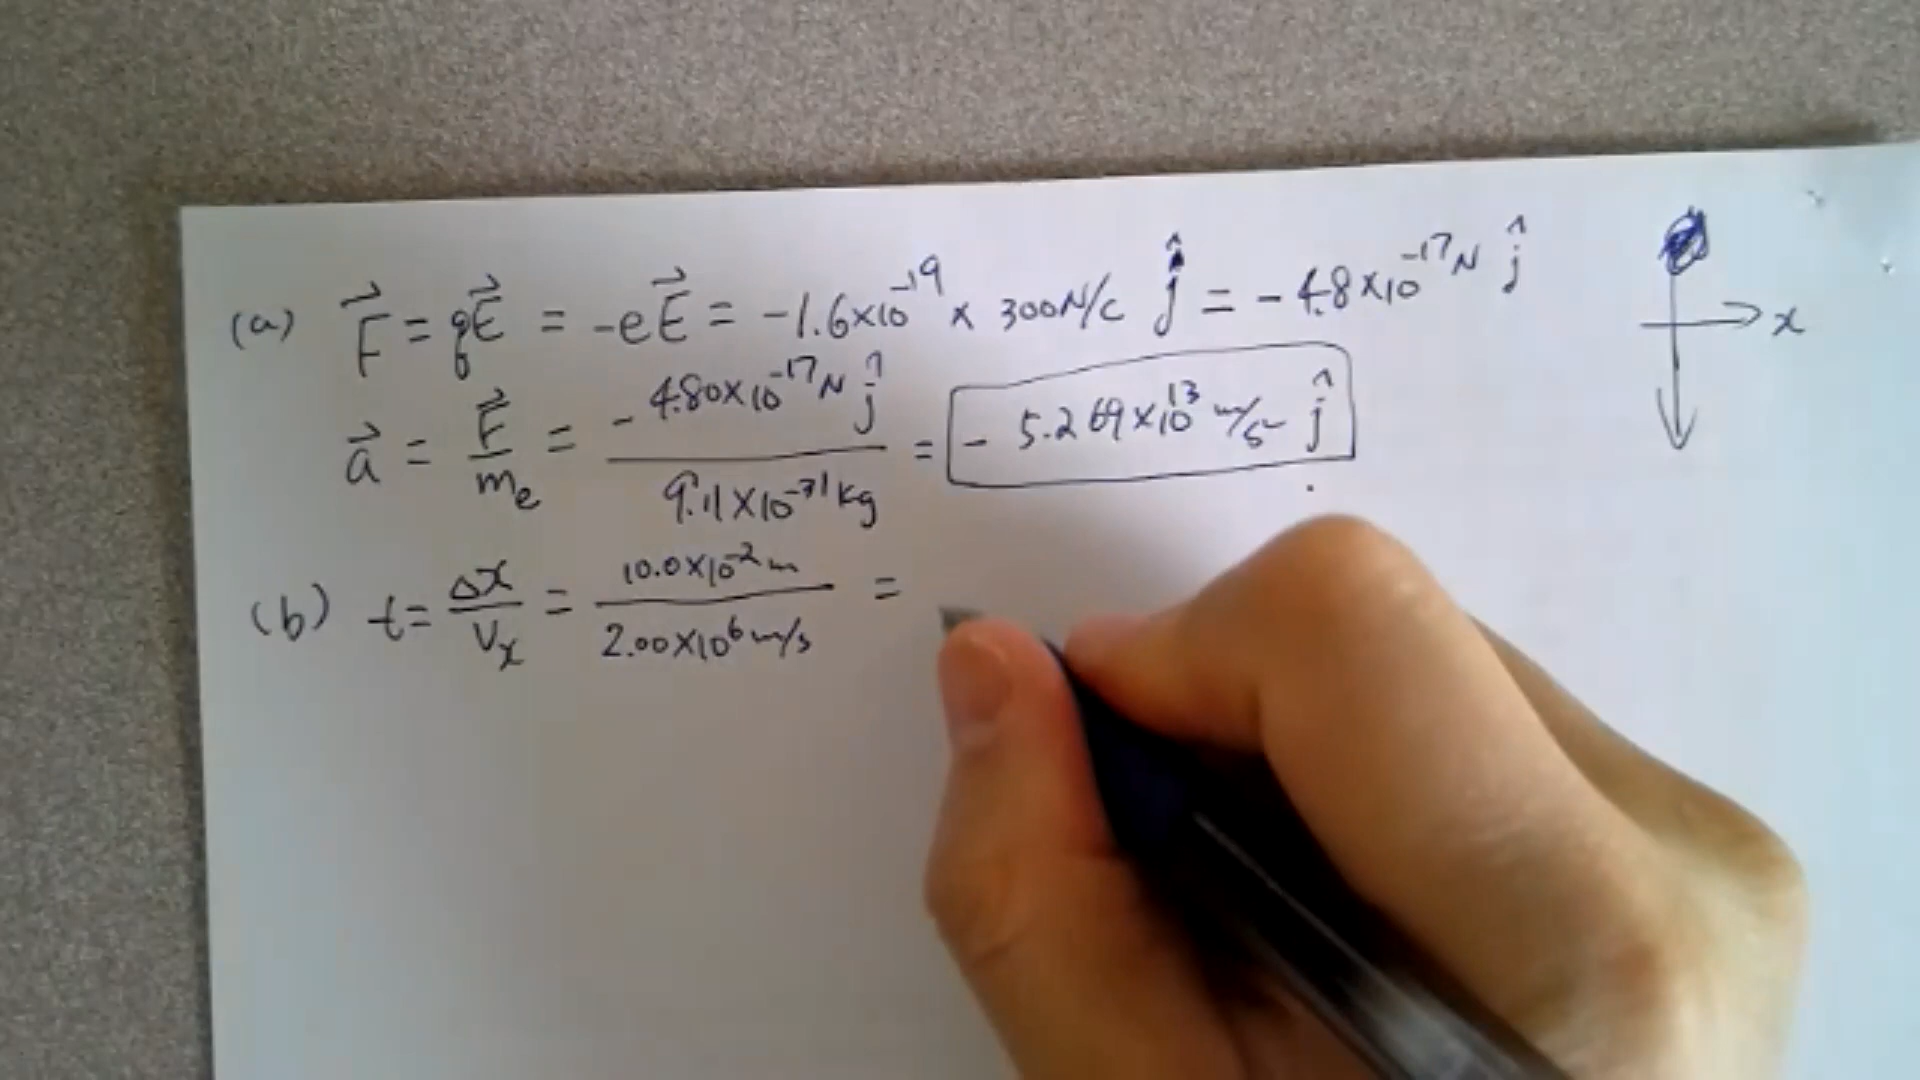 (a) F⃗ = qE⃗ = -eE⃗ = -1.6×10⁻¹⁹ × 300N/C ĵ = -4.8×10⁻¹⁷N ĵ
x
a⃗ = F⃗/mₑ = -4.80×10⁻¹⁷N ĵ / 9.11×10⁻³¹kg = -5.269×10¹³ m/s² ĵ
(b) t = Δx/vₓ = 10.0×10⁻²m / 2.00×10⁶m/s =